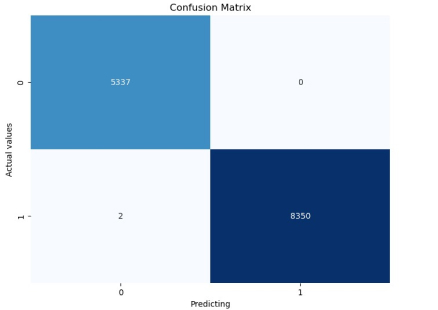 Confusion Matrix
0
5337
0
Actual values
1
2
8350
0
1
Predicting